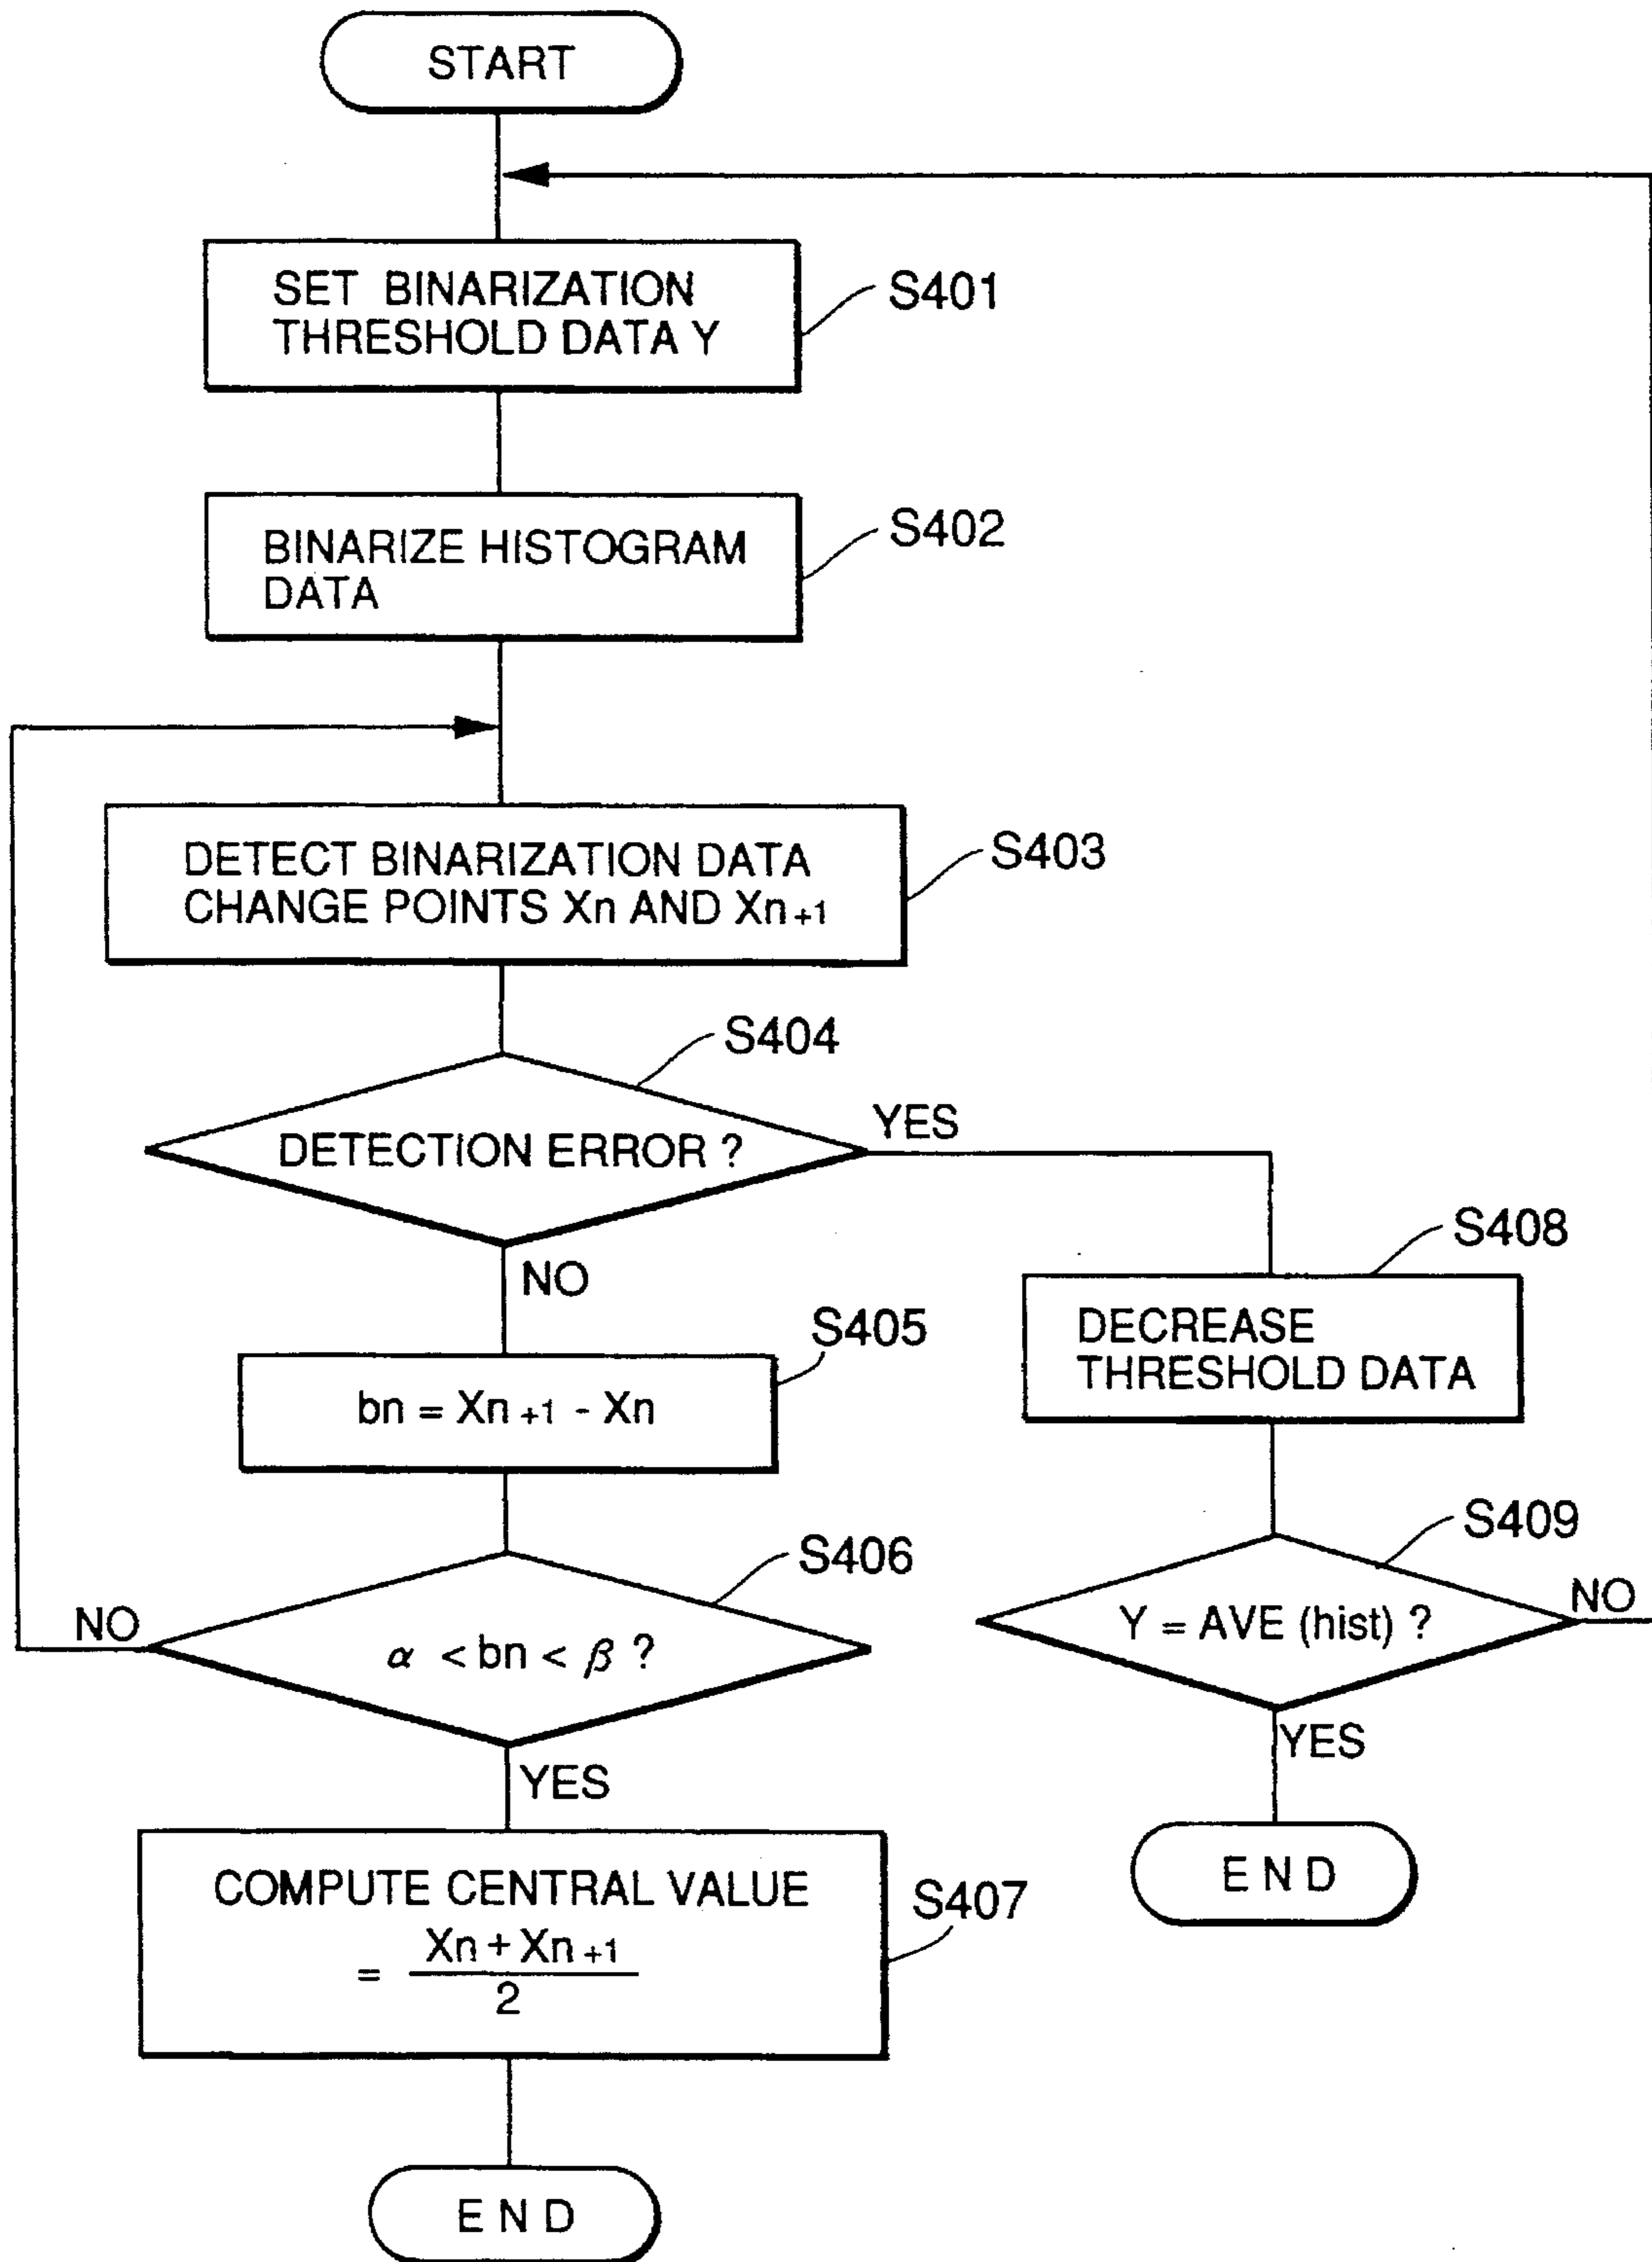 START
SET BINARIZATION
THRESHOLD DATA Y
S401
BINARIZE HISTOGRAM
DATA
S402
DETECT BINARIZATION DATA
CHANGE POINTS Xn AND Xn+1
S403
S404
DETECTION ERROR ?
YES
NO
S408
DECREASE
THRESHOLD DATA
S405
bn = Xn+1 - Xn
S409
Y = AVE (hist) ?
NO
YES
END
S406
α < bn < β ?
NO
YES
COMPUTE CENTRAL VALUE
= Xn + Xn+1
2
S407
END